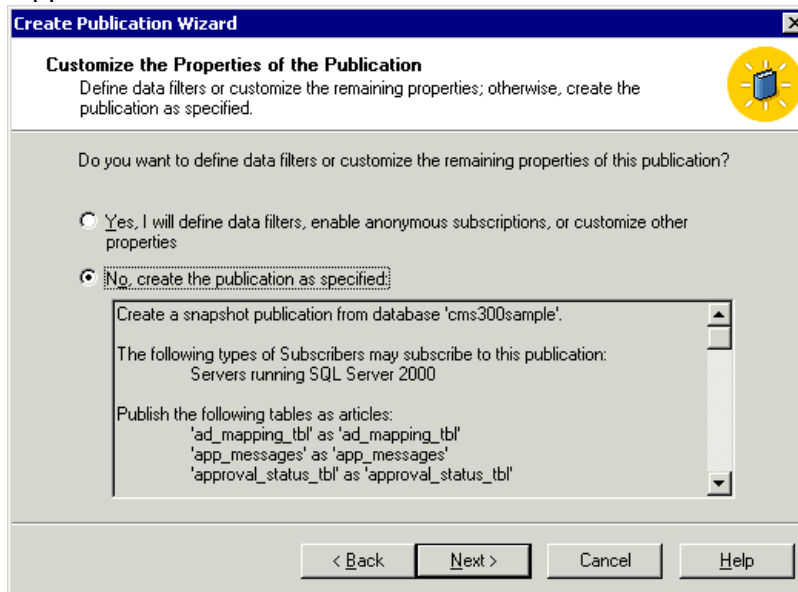 Create Publication Wizard
Customize the Properties of the Publication
Define data filters or customize the remaining properties; otherwise, create the
publication as specified.
Do you want to define data filters or customize the remaining properties of this publication?
Yes, I will define data filters, enable anonymous subscriptions, or customize other
properties
No, create the publication as specified:
Create a snapshot publication from database 'cms300sample'.
The following types of Subscribers may subscribe to this publication:
Servers running SQL Server 2000
Publish the following tables as articles:
'ad_mapping_tbl' as 'ad_mapping_tbl'
'app_messages' as 'app_messages'
'approval_status_tbl' as 'approval_status_tbl'
< Back Next > Cancel Help